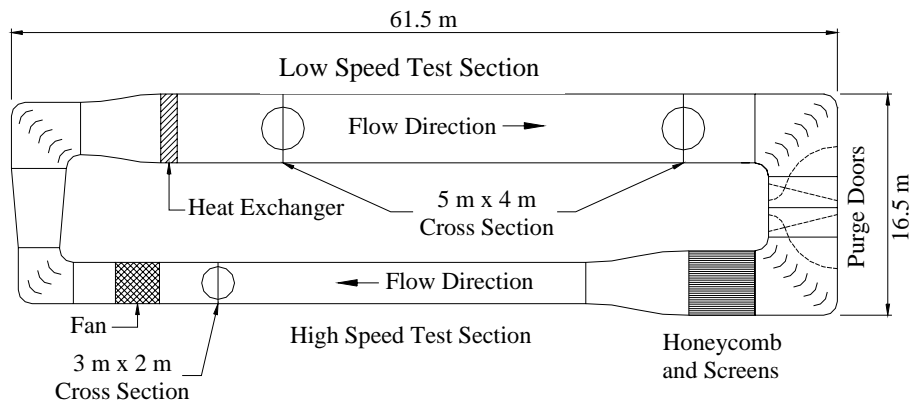 61.5 m
Low Speed Test Section
Flow Direction
Heat Exchanger
5 m x 4 m
Cross Section
Purge Doors
16.5 m
Flow Direction
Fan
High Speed Test Section
3 m x 2 m
Cross Section
Honeycomb
and Screens